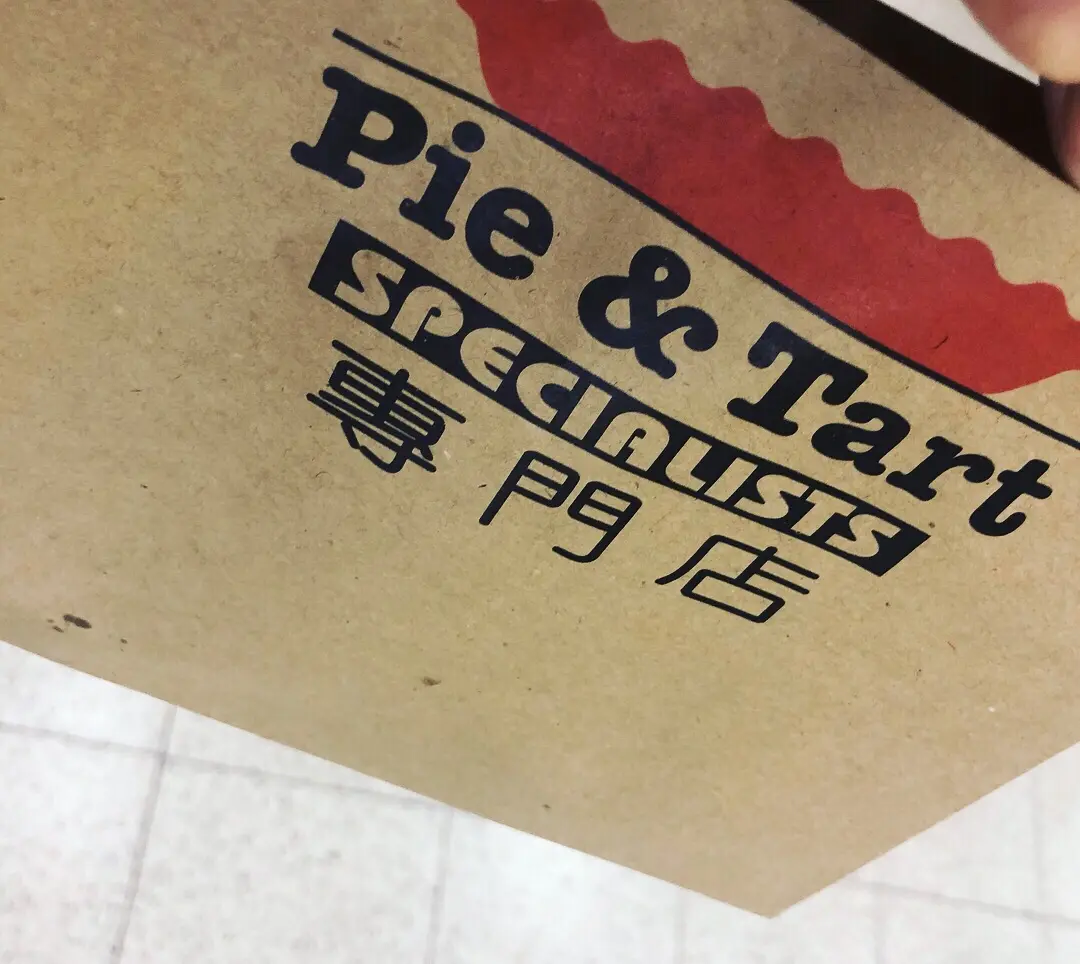 Pie & Tart
SPECIALISTS
專門店